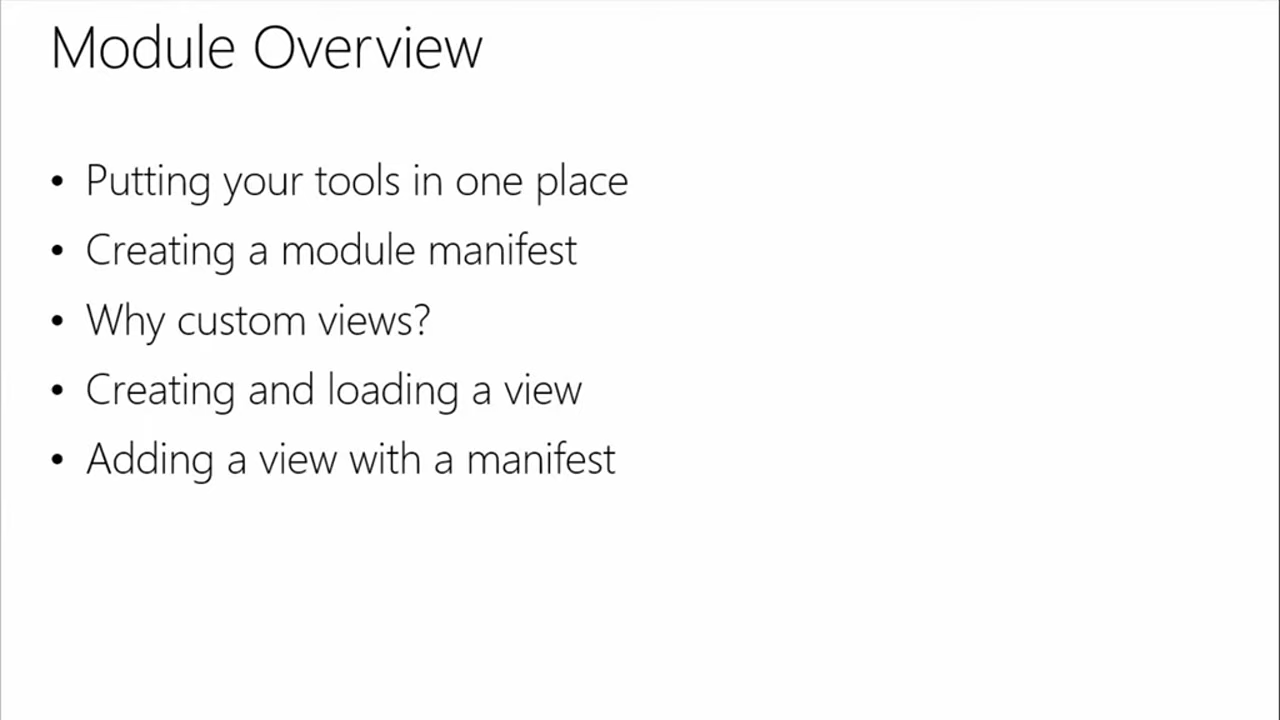 Module Overview
• Putting your tools in one place
• Creating a module manifest
• Why custom views?
• Creating and loading a view
• Adding a view with a manifest